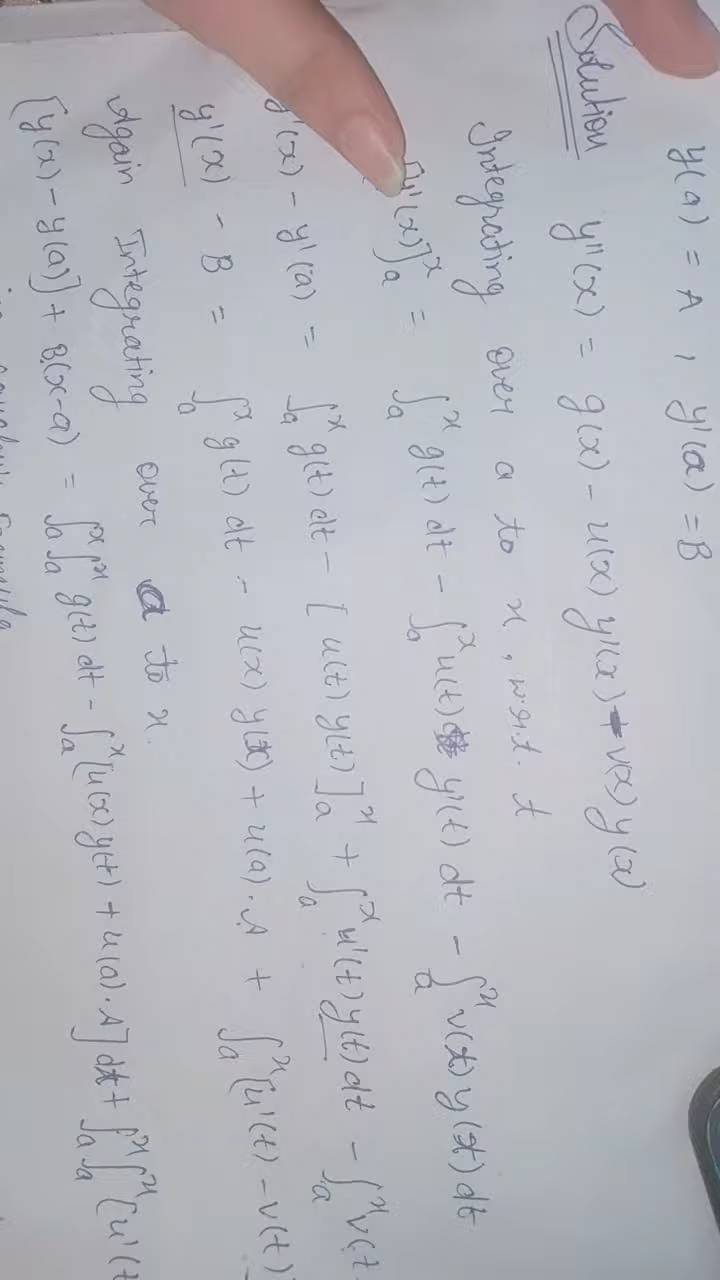 y(a) = A , y'(a) = B
Solution y''(x) = g(x) - u(x) y'(x) - v(x) y(x)
Integrating over a to x, w.r.t. t
[y'(x)]ₐˣ = ∫ₐˣ g(t) dt - ∫ₐˣ u(t) y'(t) dt - ∫ₐˣ v(t) y(t) dt
y'(x) - y'(a) = ∫ₐˣ g(t) dt - [u(t) y(t)]ₐˣ + ∫ₐˣ u'(t) y(t) dt - ∫ₐˣ v(t
y'(x) - B = ∫ₐˣ g(t) dt - u(x) y(x) + u(a)·A + ∫ₐˣ [u'(t) - v(t)
Again Integrating over a to x.
[y(x) - y(a)] + B(x-a) = ∫ₐˣ∫ₐˣ g(t) dt - ∫ₐˣ [u(x) y(t) + u(a)·A] dt + ∫ₐˣ∫ₐˣ [u'(t